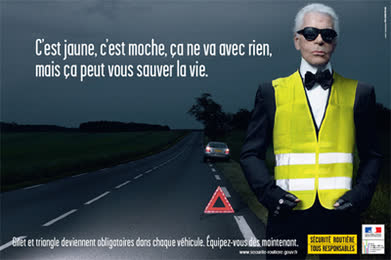 C'est jaune, c'est moche, ça ne va avec rien,
mais ça peut vous sauver la vie.
Gilet et triangle deviennent obligatoires dans chaque véhicule. Équipez-vous dès maintenant.
www.securite-routiere.gouv.fr
SÉCURITÉ ROUTIÈRE
TOUS RESPONSABLES